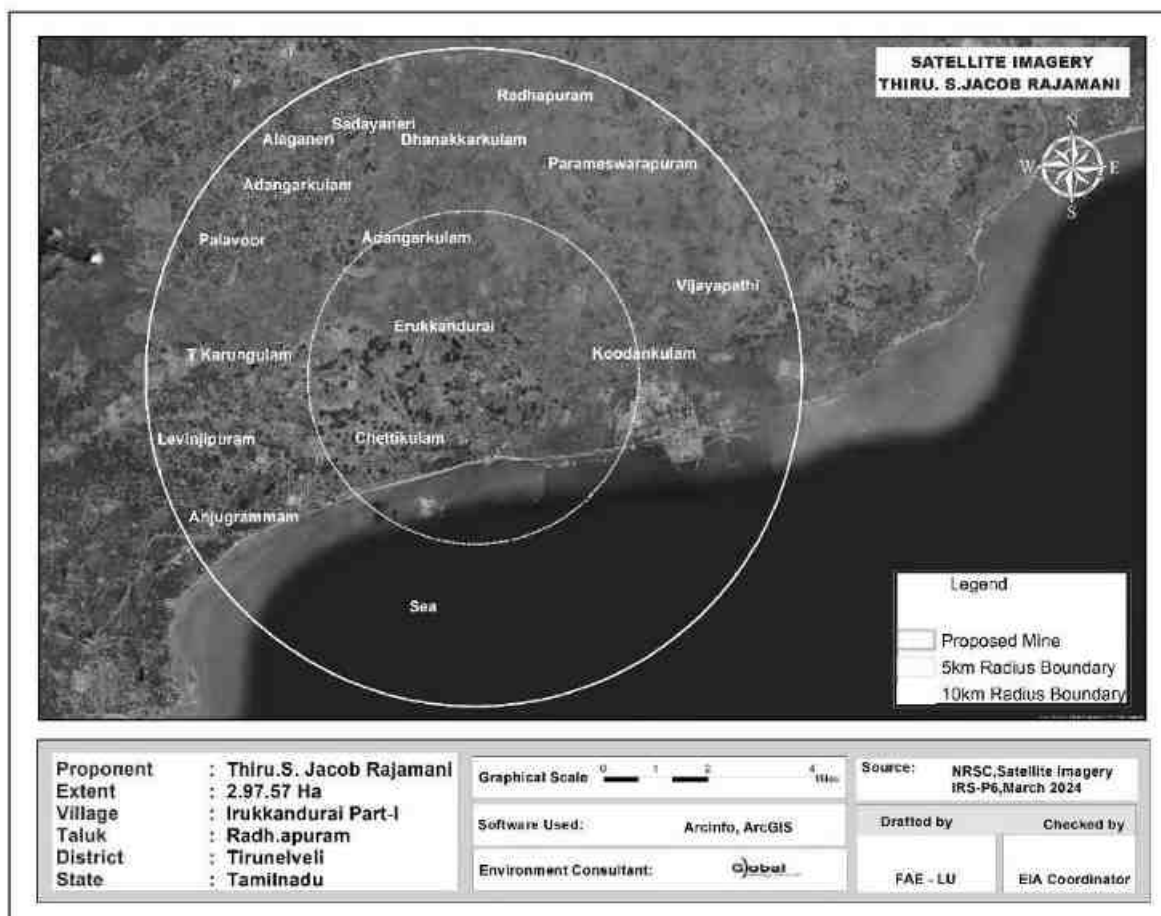 SATELLITE IMAGERY
THIRU. S.JACOB RAJAMANI
N
W E
S
Radhapuram
Sadayaneri
Alaganeri
Dhanakkarkulam
Parameswarapuram
Adangarkulam
Palavoor
Adangarkulam
Vijayapathi
Erukkandurai
T Karungulam
Koodankulam
Levinjipuram
Chettikulam
Anjugrammam
Sea
Legend
Proposed Mine
5km Radius Boundary
10km Radius Boundary
Proponent : Thiru.S. Jacob Rajamani
Extent : 2.97.57 Ha
Village : Irukkandurai Part-I
Taluk : Radh.apuram
District : Tirunelveli
State : Tamilnadu
Graphical Scale 0 1 2 4
Miles
Software Used: Arcinfo, ArcGIS
Environment Consultant: Global
Source: NRSC,Satellite Imagery
IRS-P6,March 2024
Drafted by Checked by
FAE - LU EIA Coordinator